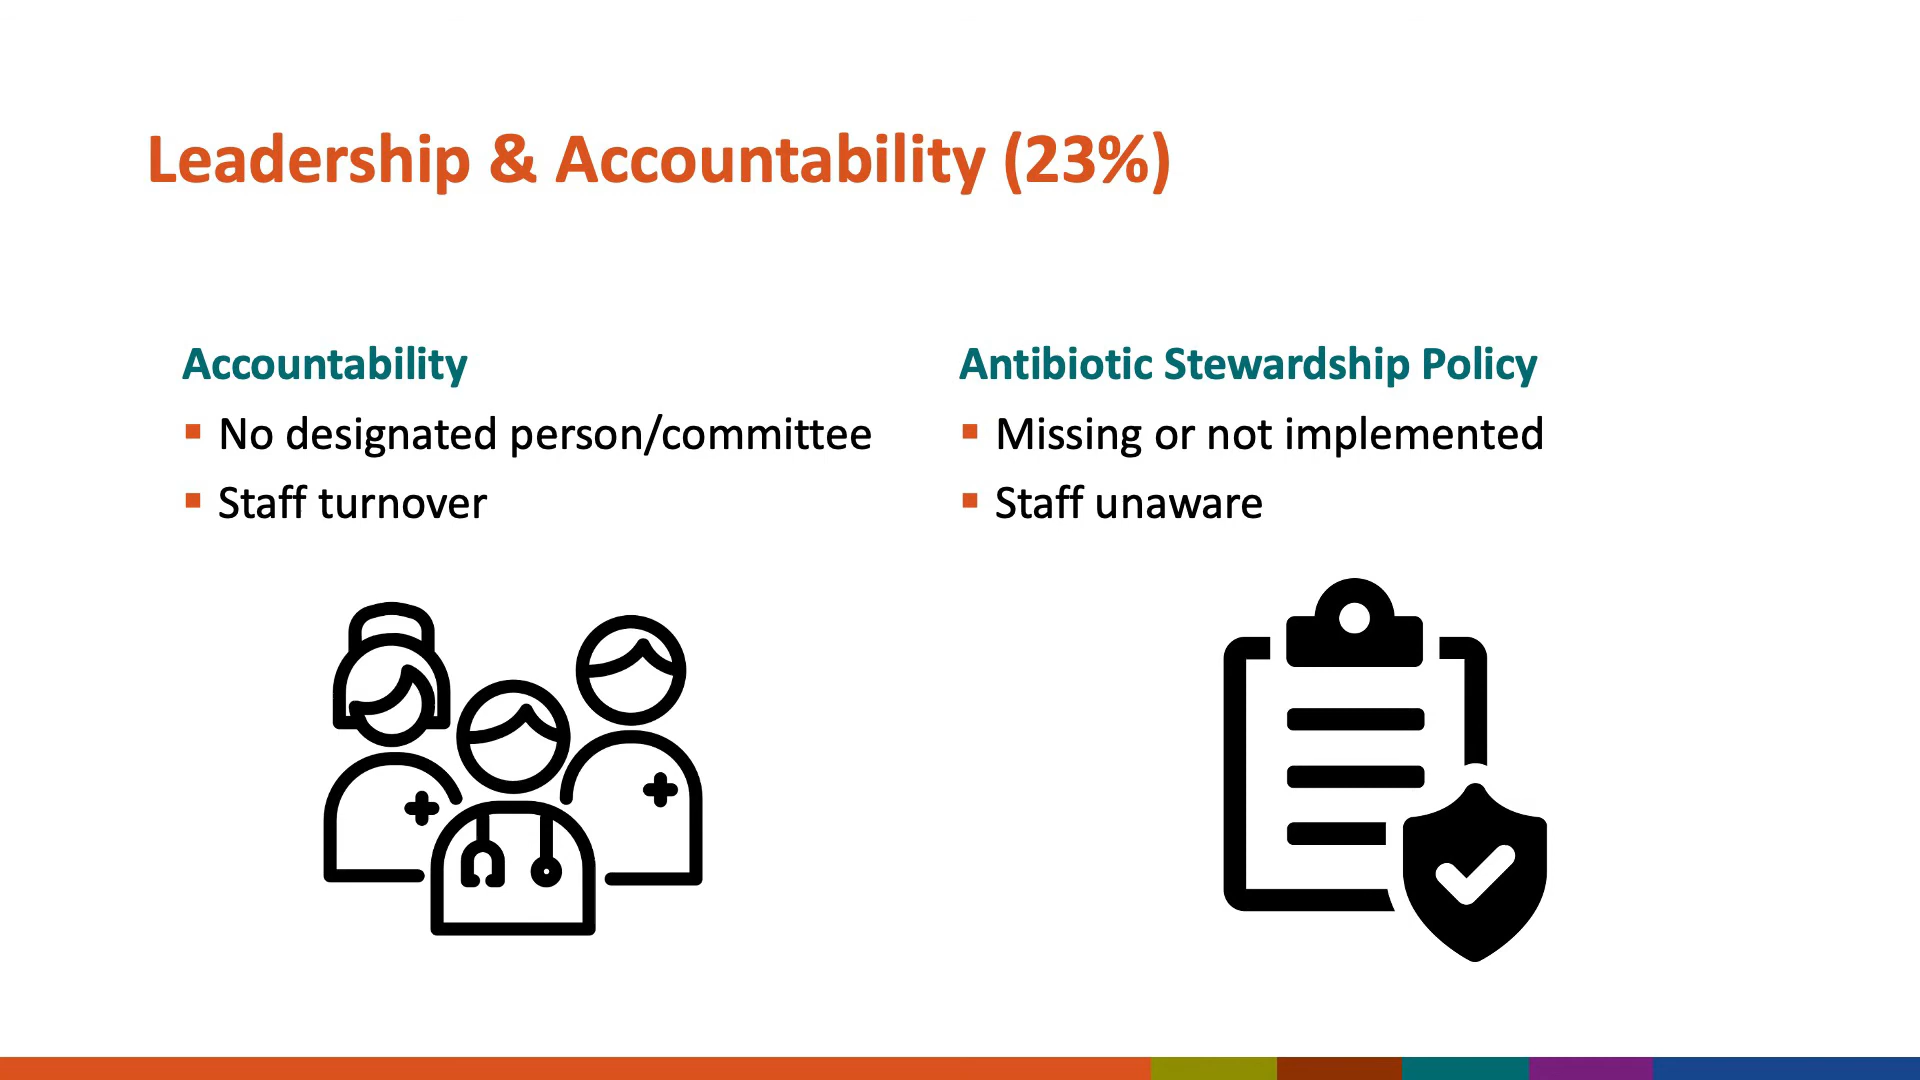 Leadership & Accountability (23%)
Accountability
▪ No designated person/committee
▪ Staff turnover
Antibiotic Stewardship Policy
▪ Missing or not implemented
▪ Staff unaware